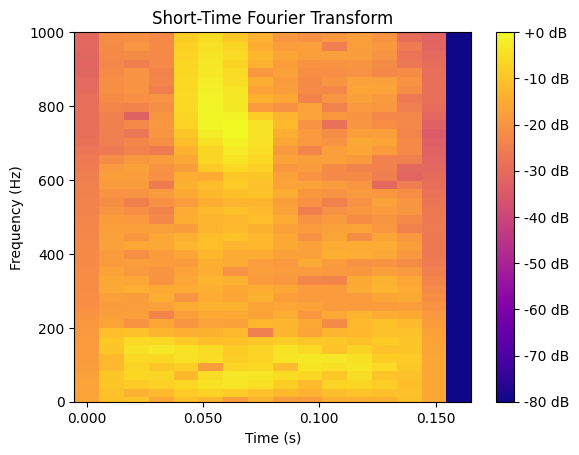 Short-Time Fourier Transform
1000
800
600
400
200
0
Frequency (Hz)
0.000
0.050
0.100
0.150
Time (s)
+0 dB
-10 dB
-20 dB
-30 dB
-40 dB
-50 dB
-60 dB
-70 dB
-80 dB